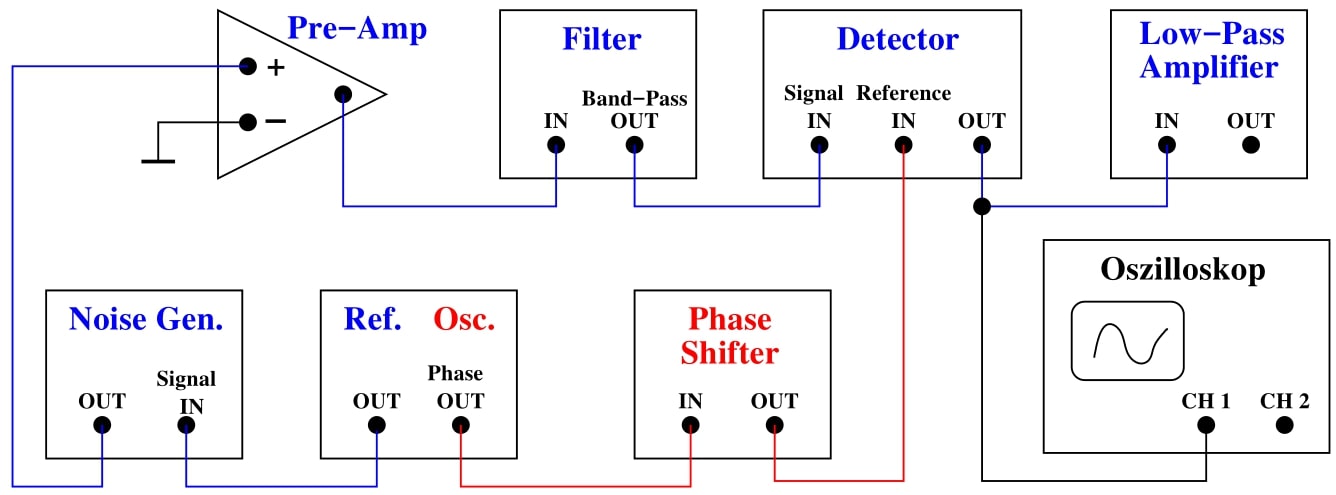 Pre−Amp
+
−
Filter
Band−Pass
IN OUT
Detector
Signal Reference
IN IN OUT
Low−Pass
Amplifier
IN OUT
Noise Gen.
Signal
OUT IN
Ref. Osc.
Phase
OUT OUT
Phase
Shifter
IN OUT
Oszilloskop
CH 1 CH 2